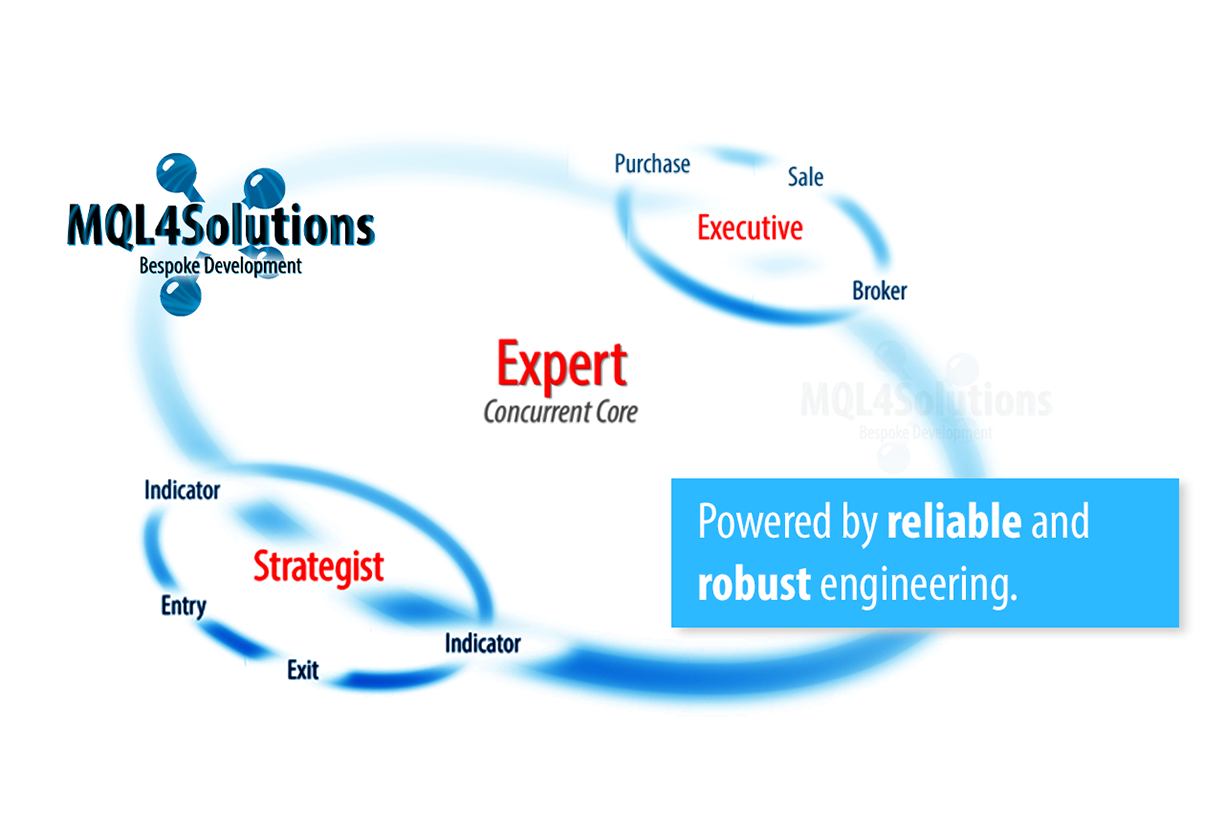 MQL4Solutions
Bespoke Development
Purchase
Sale
Executive
Broker
Expert
Concurrent Core
MQL4Solutions
Bespoke Development
Indicator
Strategist
Entry
Exit
Indicator
Powered by reliable and
robust engineering.